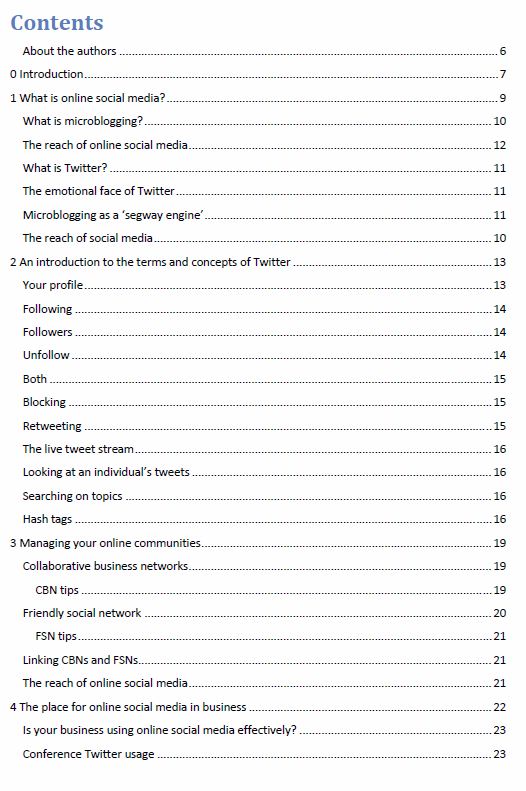 Contents
About the authors ........ 6
0 Introduction ........ 7
1 What is online social media? ........ 9
What is microblogging? ........ 10
The reach of online social media ........ 12
What is Twitter? ........ 11
The emotional face of Twitter ........ 11
Microblogging as a ‘segway engine’ ........ 11
The reach of social media ........ 10
2 An introduction to the terms and concepts of Twitter ........ 13
Your profile ........ 13
Following ........ 14
Followers ........ 14
Unfollow ........ 14
Both ........ 15
Blocking ........ 15
Retweeting ........ 15
The live tweet stream ........ 16
Looking at an individual’s tweets ........ 16
Searching on topics ........ 16
Hash tags ........ 16
3 Managing your online communities ........ 19
Collaborative business networks ........ 19
CBN tips ........ 19
Friendly social network ........ 20
FSN tips ........ 21
Linking CBNs and FSNs ........ 21
The reach of online social media ........ 21
4 The place for online social media in business ........ 22
Is your business using online social media effectively? ........ 23
Conference Twitter usage ........ 23